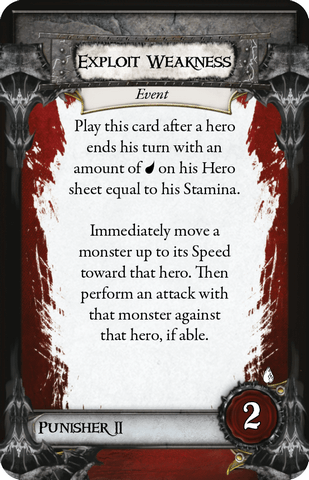 Exploit Weakness
Event
Play this card after a hero
ends his turn with an
amount of on his Hero
sheet equal to his Stamina.
Immediately move a
monster up to its Speed
toward that hero. Then
perform an attack with
that monster against
that hero, if able.
2
Punisher II